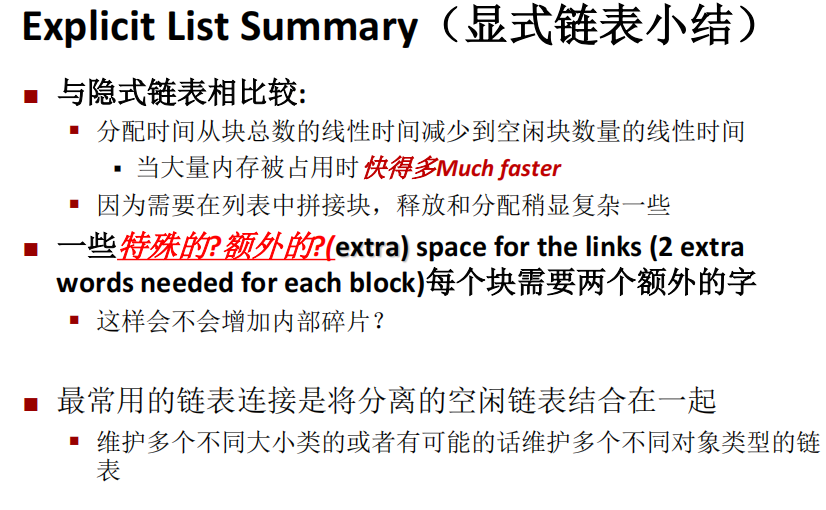 Explicit List Summary（显式链表小结）
与隐式链表相比较:
分配时间从块总数的线性时间减少到空闲块数量的线性时间
当大量内存被占用时快得多Much faster
因为需要在列表中拼接块，释放和分配稍显复杂一些
一些特殊的?额外的?(extra) space for the links (2 extra
words needed for each block)每个块需要两个额外的字
这样会不会增加内部碎片？
最常用的链表连接是将分离的空闲链表结合在一起
维护多个不同大小类的或者有可能的话维护多个不同对象类型的链
表